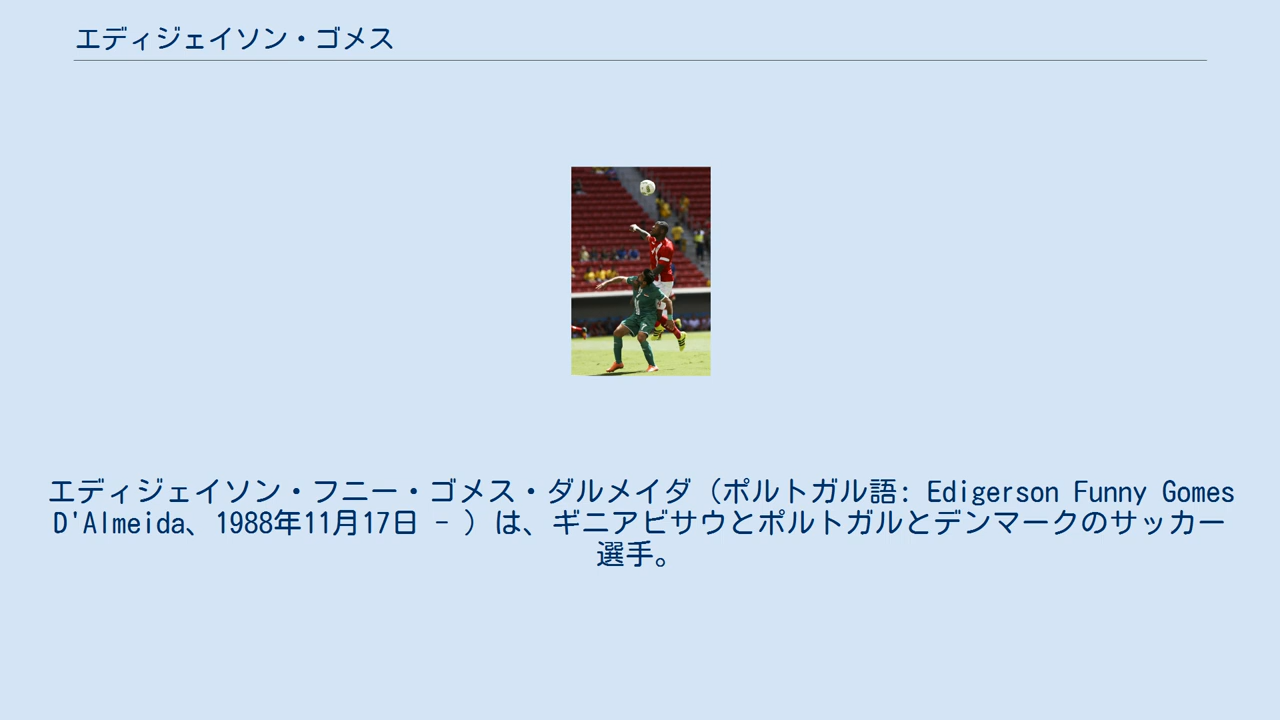 エディジェイソン・ゴメス
エディジェイソン・フニー・ゴメス・ダルメイダ（ポルトガル語: Edigerson Funny Gomes
D'Almeida、1988年11月17日 - ）は、ギニアビサウとポルトガルとデンマークのサッカー
選手。